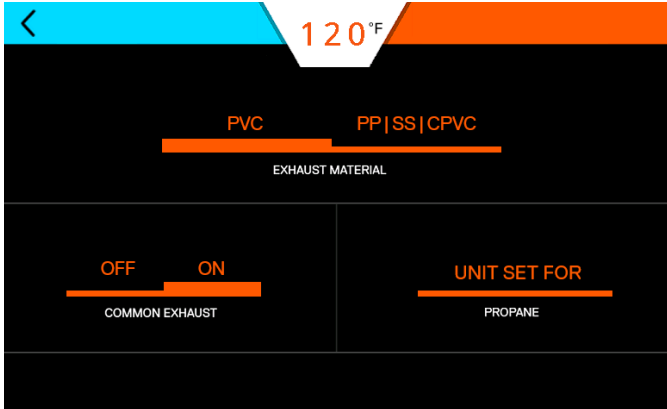 120°F
PVC PP|SS|CPVC
EXHAUST MATERIAL
OFF ON
COMMON EXHAUST
UNIT SET FOR
PROPANE